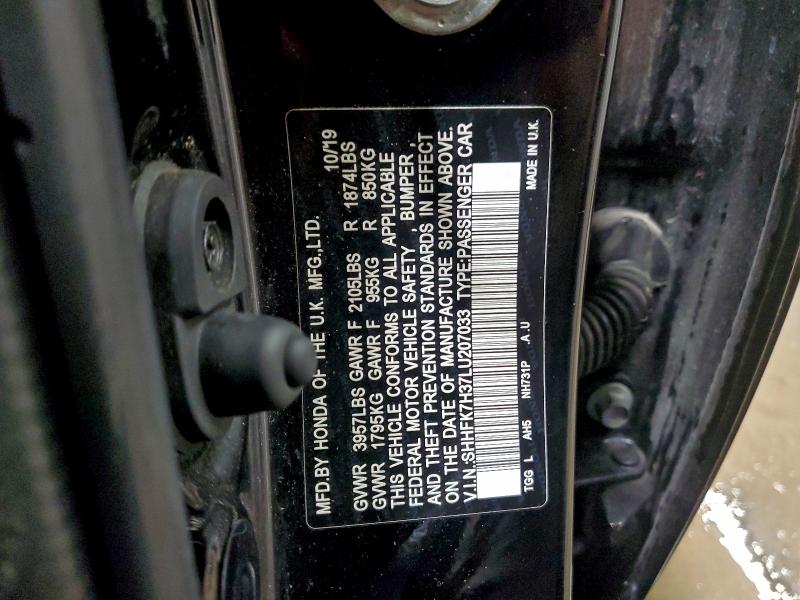 MFD.BY HONDA OF THE U.K. MFG.,LTD. 10/19
GVWR 3957LBS GAWR F 2105LBS R 1874LBS
GVWR 1795KG GAWR F 955KG R 850KG
THIS VEHICLE CONFORMS TO ALL APPLICABLE
FEDERAL MOTOR VEHICLE SAFETY , BUMPER ,
AND THEFT PREVENTION STANDARDS IN EFFECT
ON THE DATE OF MANUFACTURE SHOWN ABOVE.
V.I.N.:SHHFK7H37LU207033 TYPE:PASSENGER CAR
TGG L AH5 NH731P .A .U MADE IN U.K.